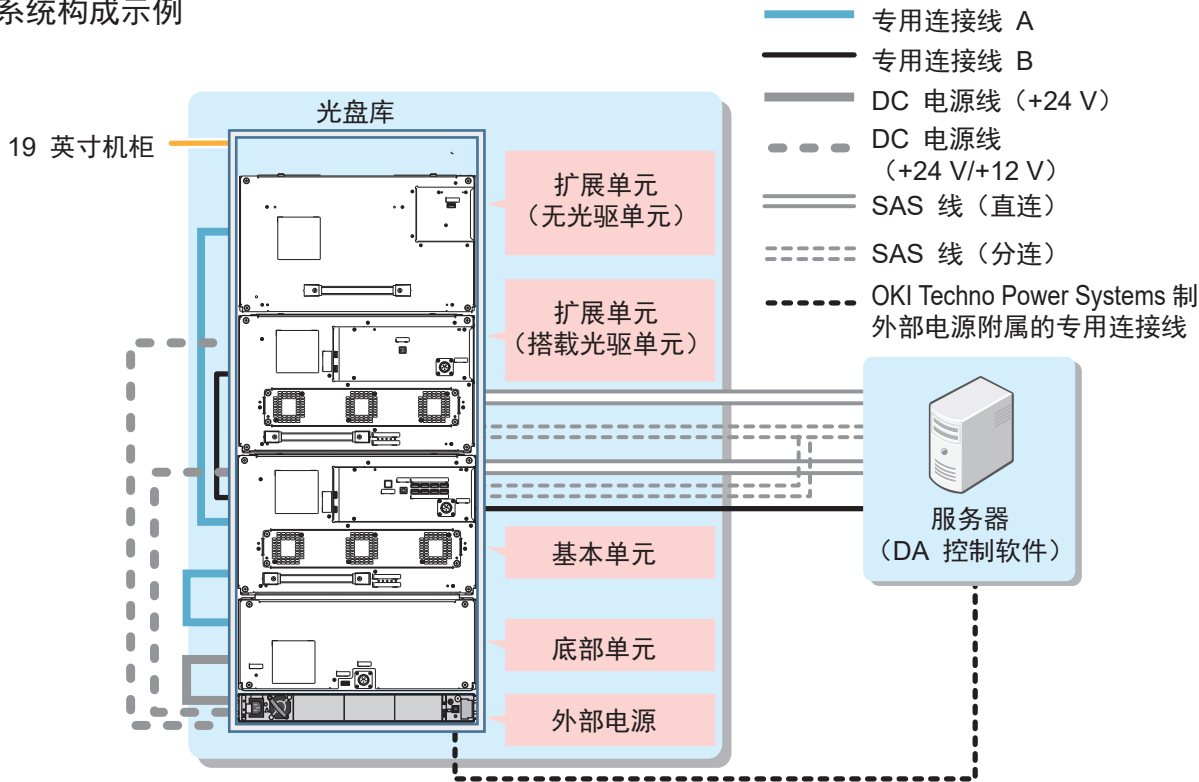 系统构成示例
专用连接线 A
专用连接线 B
DC 电源线（+24 V）
DC 电源线
（+24 V/+12 V）
SAS 线（直连）
SAS 线（分连）
OKI Techno Power Systems 制
外部电源附属的专用连接线
光盘库
19 英寸机柜
扩展单元
（无光驱单元）
扩展单元
（搭载光驱单元）
基本单元
底部单元
外部电源
服务器
（DA 控制软件）